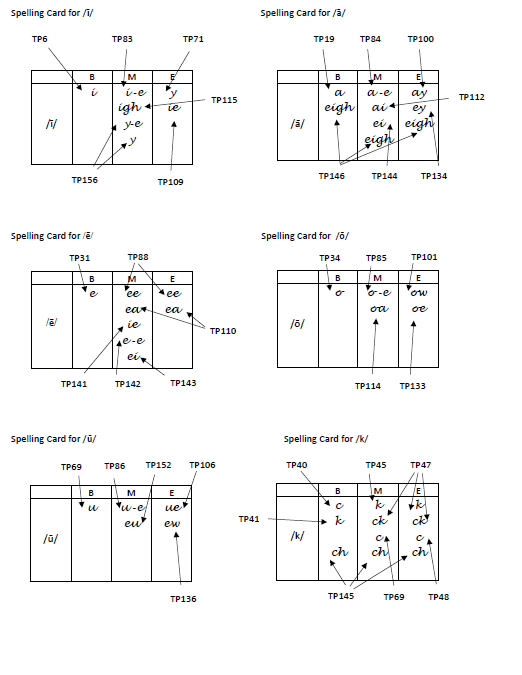 Spelling Card for /ī/
TP6 TP83 TP71
B M E
i i-e y
igh ie
TP115
/ī/ y-e
y
TP156 TP109
Spelling Card for /ā/
TP19 TP84 TP100
B M E
a a-e ay
eigh ai ey
TP112
/ā/ ei eigh
eigh
TP146 TP144 TP134
Spelling Card for /ē/
TP31 TP88
B M E
e ee ee
ea ea
/ē/ ie
TP110
e-e
ei
TP141 TP142 TP143
Spelling Card for /ō/
TP34 TP85 TP101
B M E
o o-e ow
oa oe
/ō/
TP114 TP133
Spelling Card for /ū/
TP69 TP86 TP152 TP106
B M E
u u-e ue
eu ew
/ū/
TP136
Spelling Card for /k/
TP40 TP45 TP47
B M E
c k k
TP41 k ck ck
/k/ c c
ch ch ch
TP145 TP69 TP48